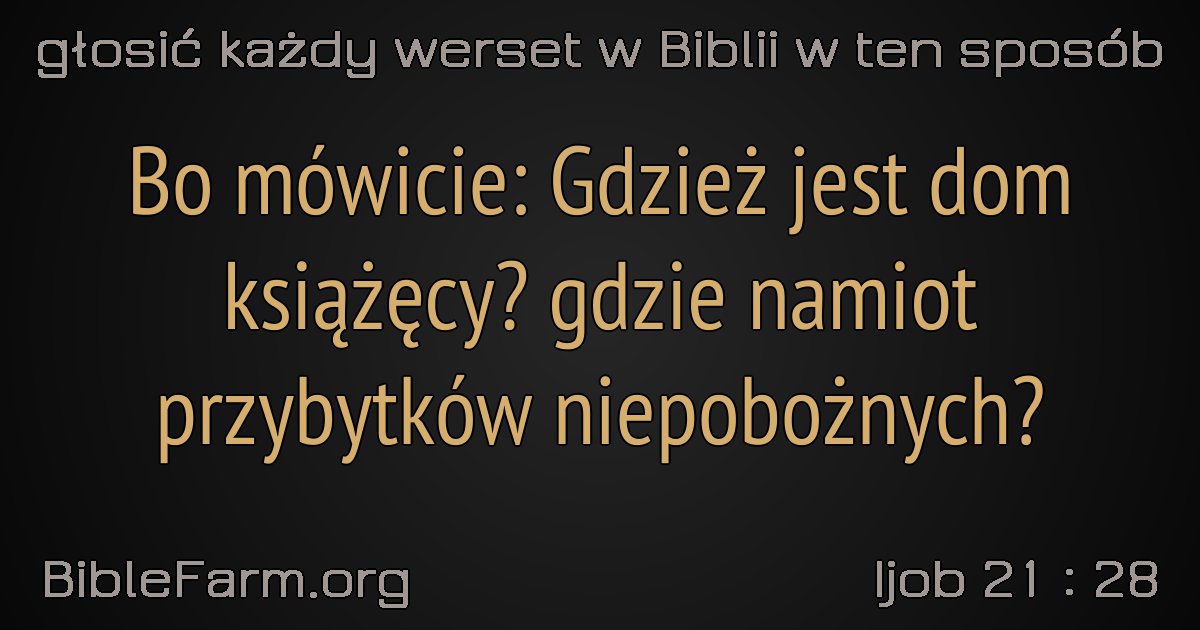 głosić każdy werset w Biblii w ten sposób
Bo mówicie: Gdzież jest dom
książęcy? gdzie namiot
przybytków niepobożnych?
BibleFarm.org
Ijob 21 : 28